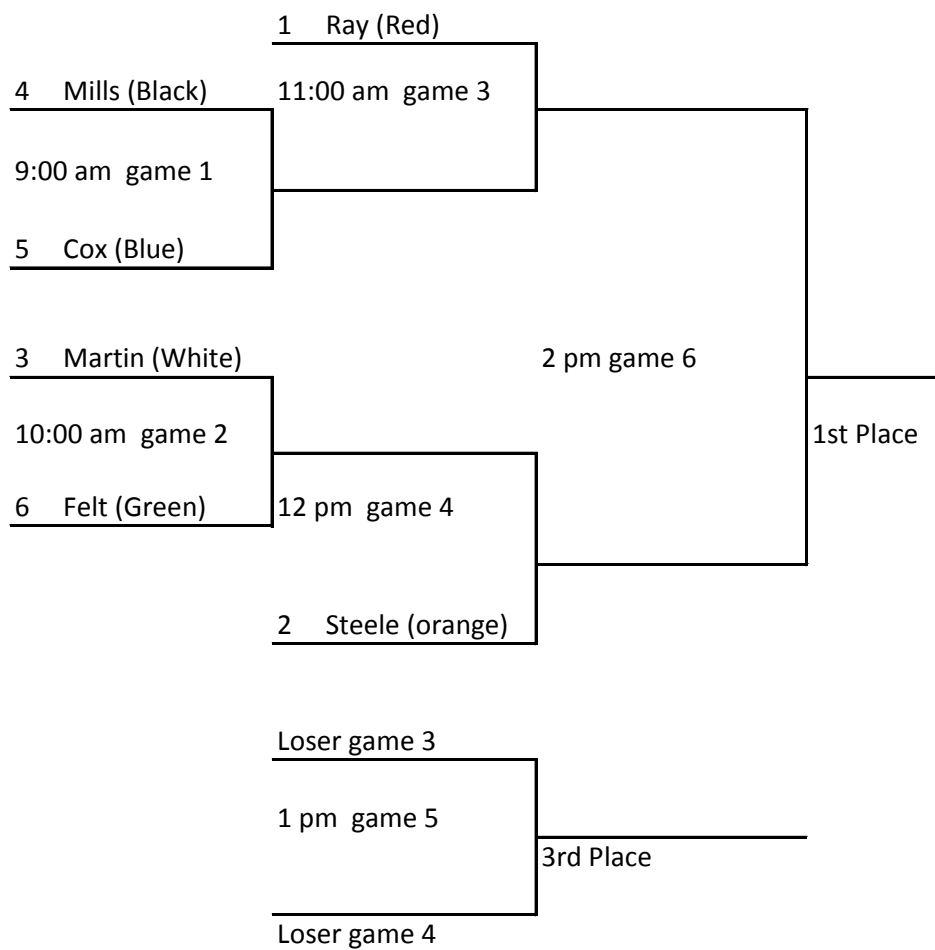 1 Ray (Red)
4 Mills (Black)
11:00 am game 3
9:00 am game 1
5 Cox (Blue)
3 Martin (White)
2 pm game 6
10:00 am game 2
1st Place
6 Felt (Green)
12 pm game 4
2 Steele (orange)
Loser game 3
1 pm game 5
3rd Place
Loser game 4